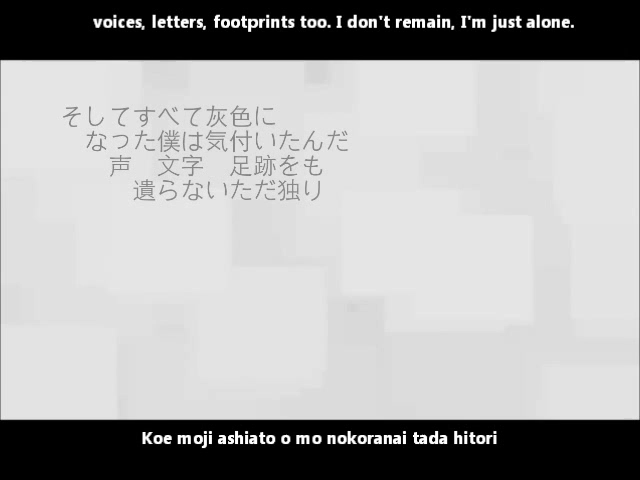 voices, letters, footprints too. I don't remain, I'm just alone.
そしてすべて灰色に
なった僕は気付いたんだ
声　文字　足跡をも
遺らないただ独り
Koe moji ashiato o mo nokoranai tada hitori